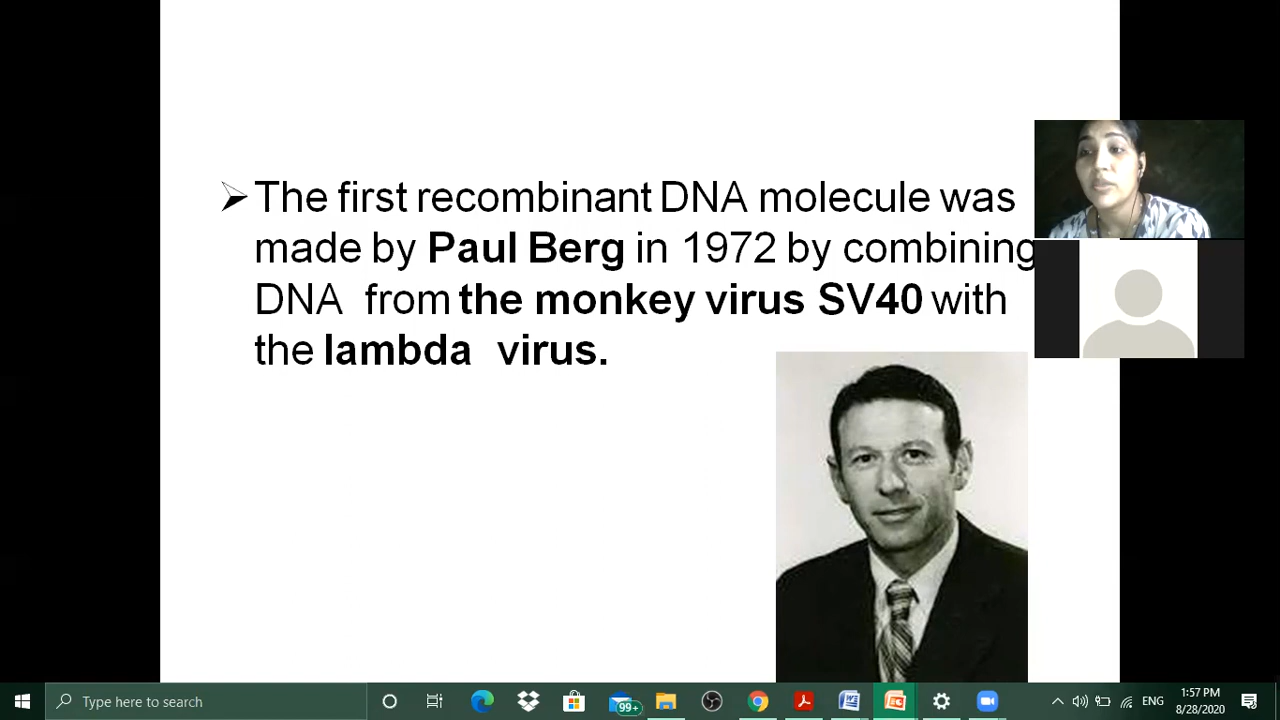 ➢ The first recombinant DNA molecule was
made by Paul Berg in 1972 by combining
DNA from the monkey virus SV40 with
the lambda virus.
Type here to search
99+
ENG
1:57 PM
8/28/2020